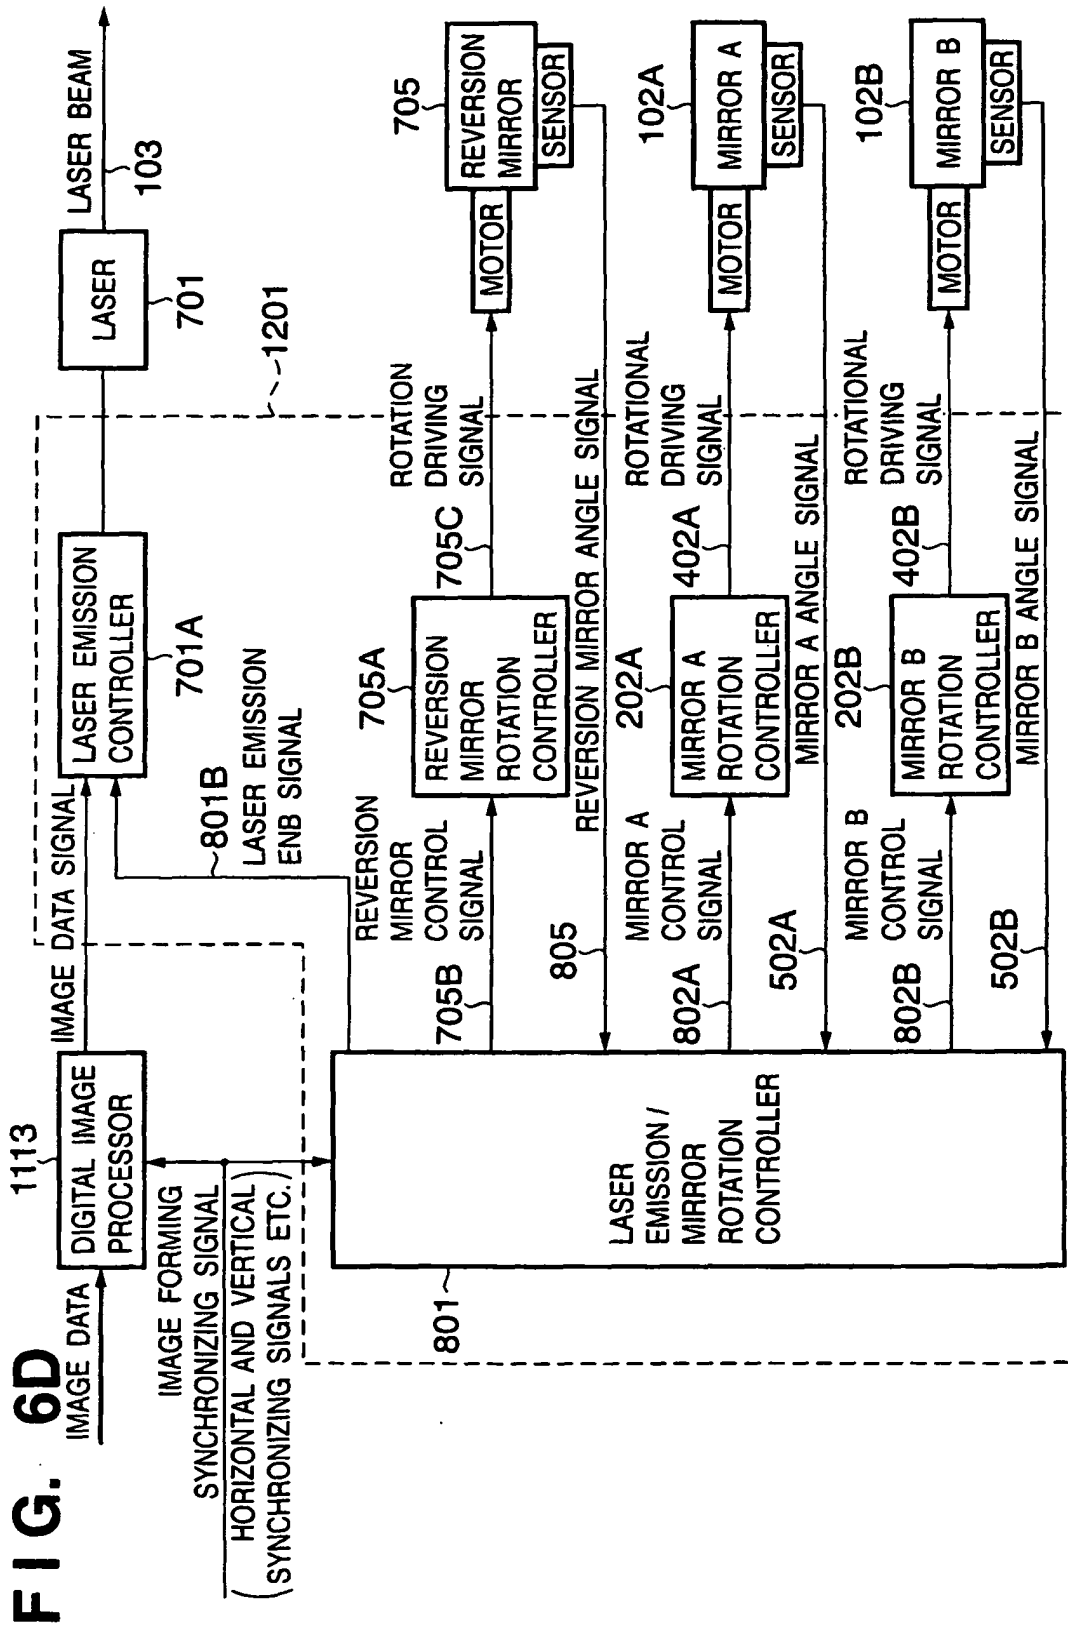 FIG. 6D
IMAGE DATA
1113
DIGITAL IMAGE
PROCESSOR
IMAGE DATA SIGNAL
LASER EMISSION
CONTROLLER
701A
LASER
701
LASER BEAM
103
1201
IMAGE FORMING
SYNCHRONIZING SIGNAL
(HORIZONTAL AND VERTICAL
SYNCHRONIZING SIGNALS ETC.)
801B
LASER EMISSION
ENB SIGNAL
801
LASER
EMISSION /
MIRROR
ROTATION
CONTROLLER
REVERSION
MIRROR
CONTROL
SIGNAL
705B
705A
REVERSION
MIRROR
ROTATION
CONTROLLER
705C
ROTATION
DRIVING
SIGNAL
MOTOR
705
REVERSION
MIRROR
SENSOR
805
REVERSION MIRROR ANGLE SIGNAL
MIRROR A
CONTROL
SIGNAL
802A
202A
MIRROR A
ROTATION
CONTROLLER
402A
ROTATIONAL
DRIVING
SIGNAL
MOTOR
102A
MIRROR A
SENSOR
502A
MIRROR A ANGLE SIGNAL
MIRROR B
CONTROL
SIGNAL
802B
202B
MIRROR B
ROTATION
CONTROLLER
402B
ROTATIONAL
DRIVING
SIGNAL
MOTOR
102B
MIRROR B
SENSOR
502B
MIRROR B ANGLE SIGNAL